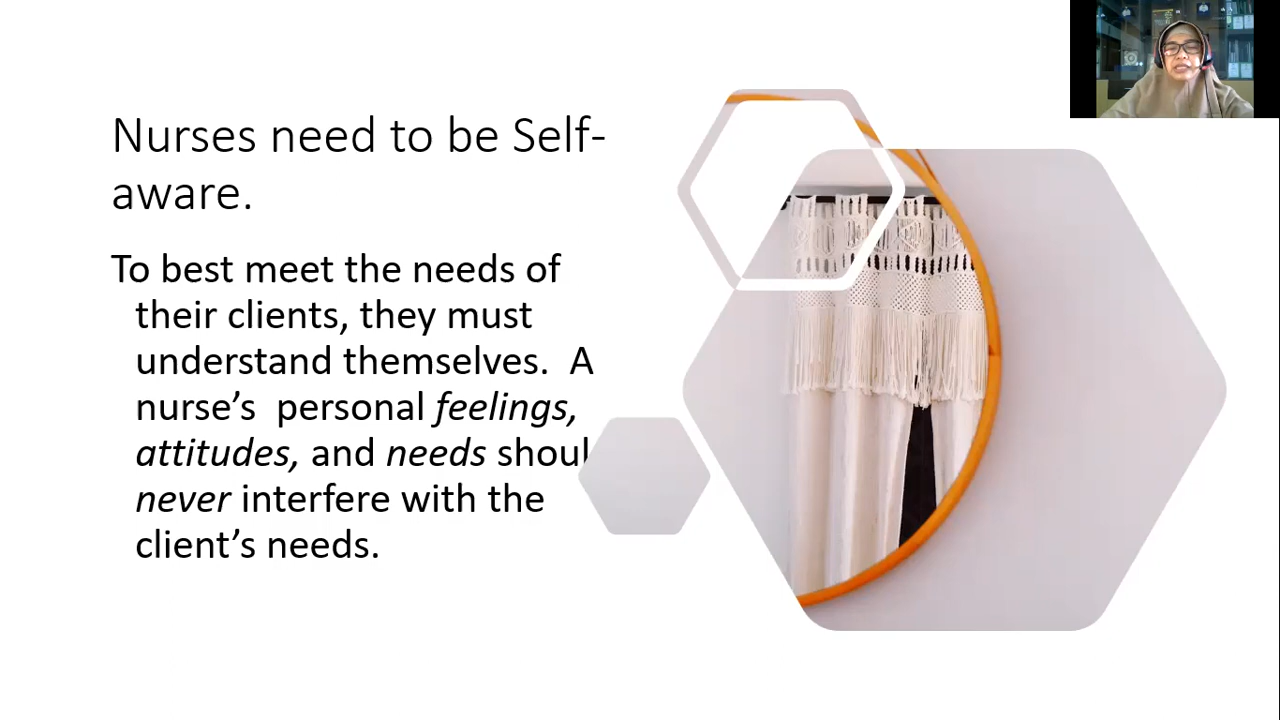 Nurses need to be Self-
aware.
To best meet the needs of
their clients, they must
understand themselves.  A
nurse’s  personal feelings,
attitudes, and needs shoul
never interfere with the
client’s needs.